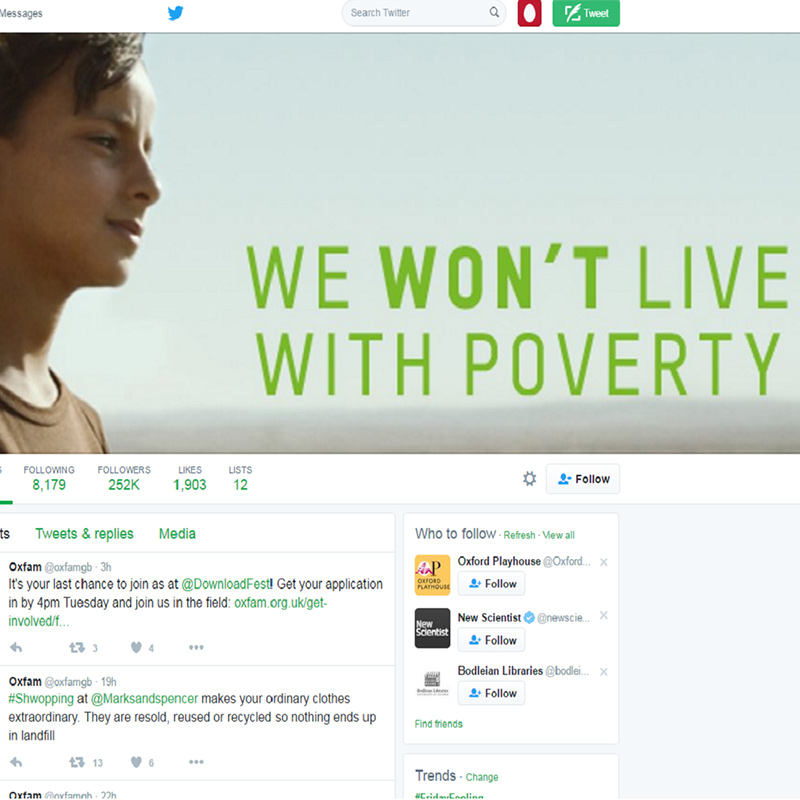 Messages
Search Twitter
Tweet
WE WON'T LIVE
WITH POVERTY
FOLLOWING FOLLOWERS LIKES LISTS
8,179 252K 1,903 12
Follow
Tweets & replies Media
Oxfam @oxfamgb · 3h
It's your last chance to join as at @DownloadFest! Get your application
in by 4pm Tuesday and join us in the field: oxfam.org.uk/get-
involved/f...
3 4
Oxfam @oxfamgb · 19h
#Shwopping at @Marksandspencer makes your ordinary clothes
extraordinary. They are resold, reused or recycled so nothing ends up
in landfill
13 6
Oxfam @oxfamgb · 22h
Who to follow · Refresh · View all
OXFORD
PLAYHOUSE
Oxford Playhouse @Oxford...
Follow
New
Scientist
New Scientist @newscie...
Follow
Bodleian Libraries
Bodleian Libraries @bodlei...
Follow
Find friends
Trends · Change
#FridayFeeling